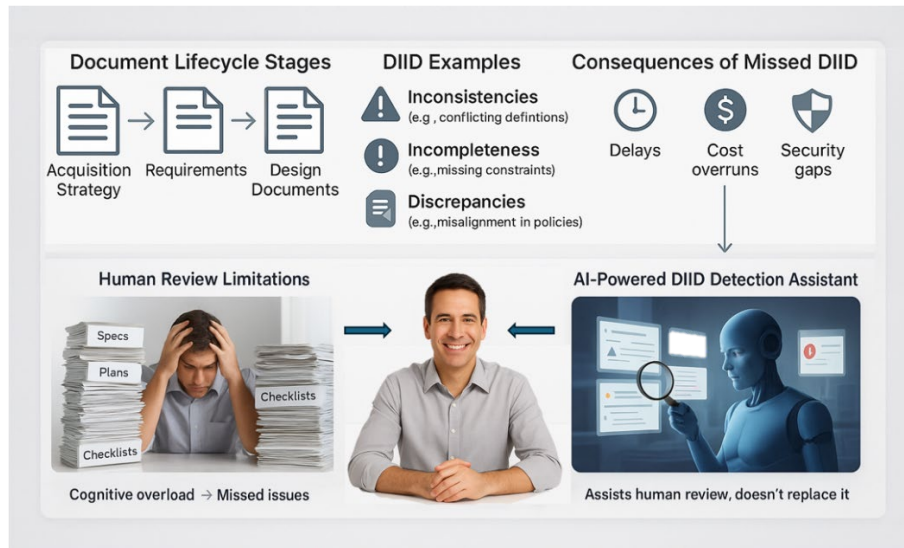 Document Lifecycle Stages
Acquisition
Strategy
Requirements
Design
Documents
DIID Examples
Inconsistencies
(e.g , conflicting defintions)
Incompleteness
(e.g.,missing constraints)
Discrepancies
(e.g.,misalignment in policies)
Consequences of Missed DIID
Delays
Cost
overruns
Security
gaps
Human Review Limitations
Specs
Plans
Checklists
Checklists
Cognitive overload → Missed issues
AI-Powered DIID Detection Assistant
Assists human review, doesn't replace it